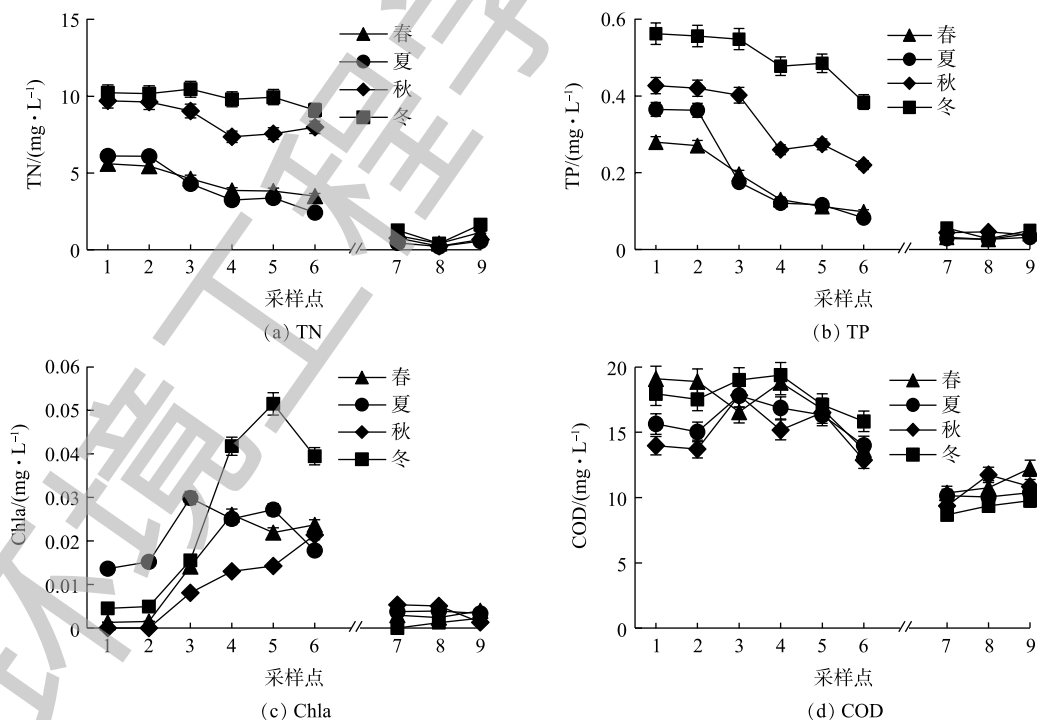 15
10
5
0
TN/(mg·L⁻¹)
春
夏
秋
冬
1 2 3 4 5 6 7 8 9
采样点
(a) TN
0.6
0.4
0.2
0
TP/(mg·L⁻¹)
春
夏
秋
冬
1 2 3 4 5 6 7 8 9
采样点
(b) TP
0.06
0.05
0.04
0.03
0.02
0.01
0
Chla/(mg·L⁻¹)
春
夏
秋
冬
1 2 3 4 5 6 7 8 9
采样点
(c) Chla
20
15
10
5
0
COD/(mg·L⁻¹)
春
夏
秋
冬
1 2 3 4 5 6 7 8 9
采样点
(d) COD
环境工程学